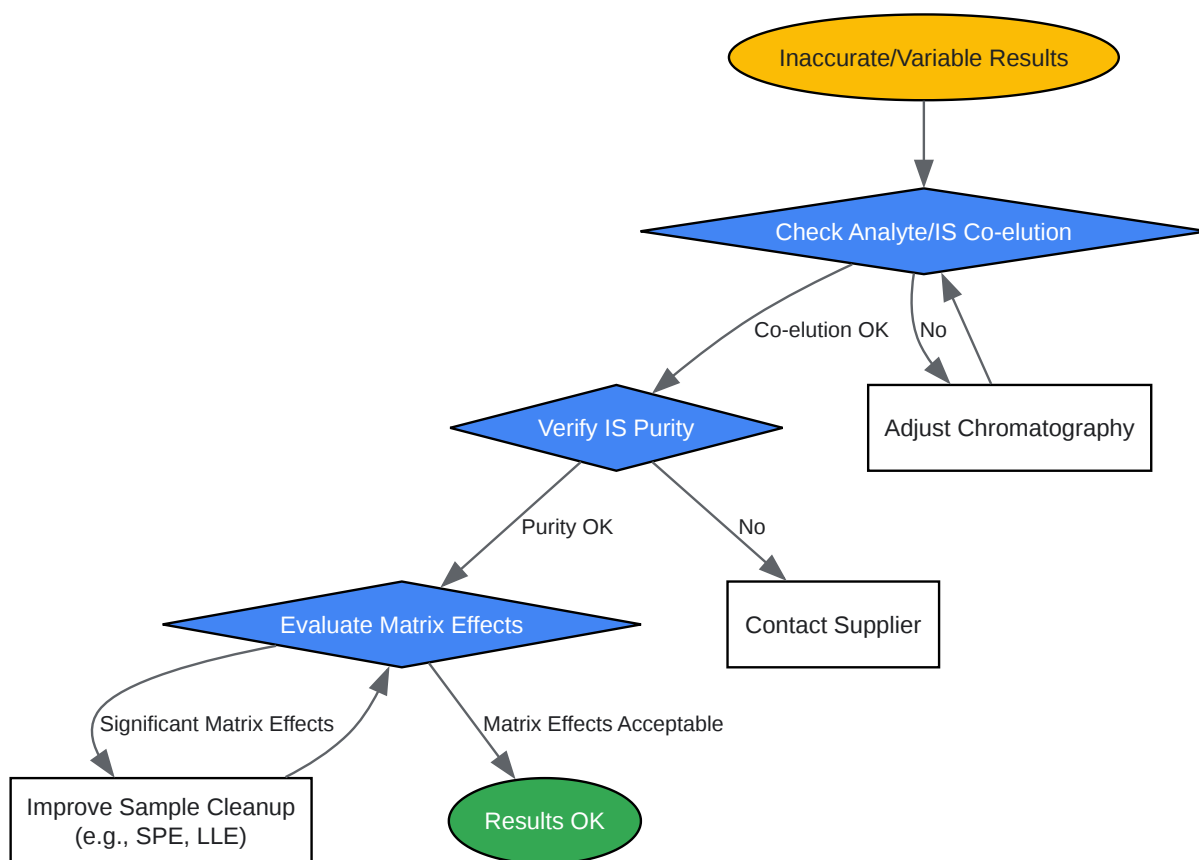 Inaccurate/Variable Results
Check Analyte/IS Co-elution
Co-elution OK
No
Adjust Chromatography
Verify IS Purity
Purity OK
No
Contact Supplier
Evaluate Matrix Effects
Significant Matrix Effects
Matrix Effects Acceptable
Improve Sample Cleanup
(e.g., SPE, LLE)
Results OK